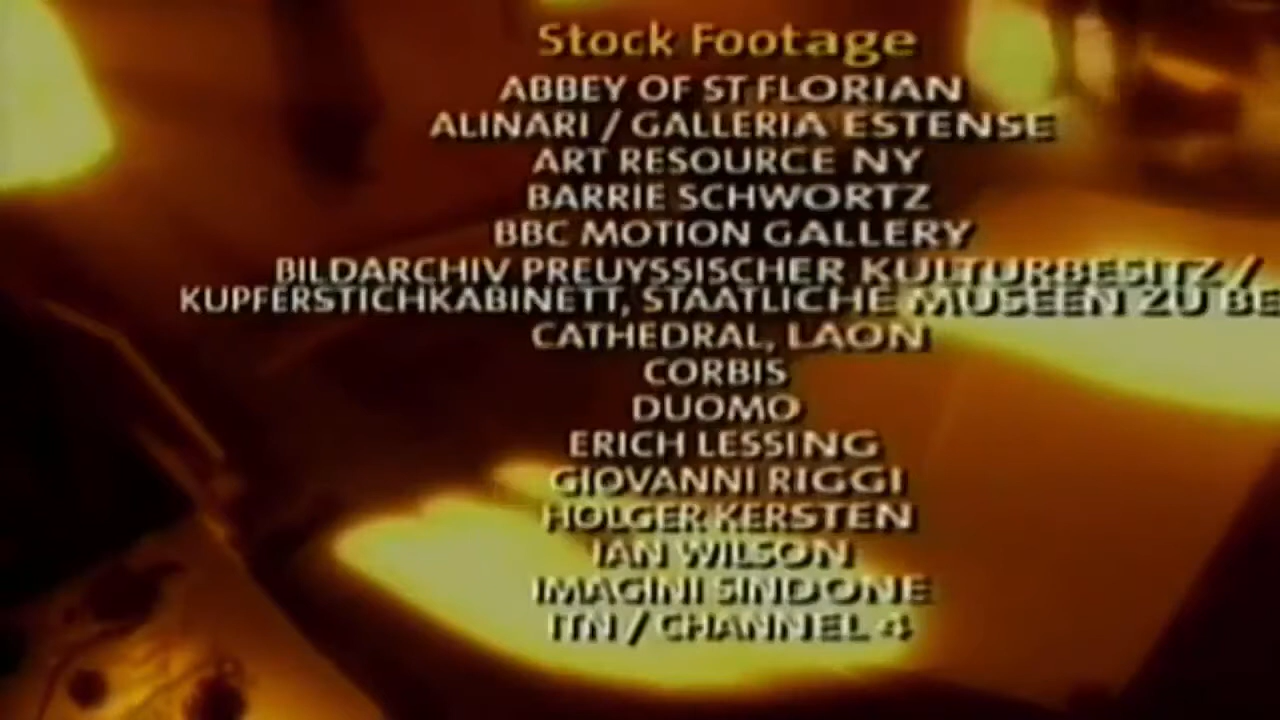 Stock Footage
ABBEY OF ST FLORIAN
ALINARI / GALLERIA ESTENSE
ART RESOURCE NY
BARRIE SCHWORTZ
BBC MOTION GALLERY
BILDARCHIV PREUYSSISCHER KULTURBESITZ /
KUPFERSTICHKABINETT, STAATLICHE MUSEEN ZU BE
CATHEDRAL, LAON
CORBIS
DUOMO
ERICH LESSING
GIOVANNI RIGGI
HOLGER KERSTEN
IAN WILSON
IMAGINI SINDONE
ITN / CHANNEL 4